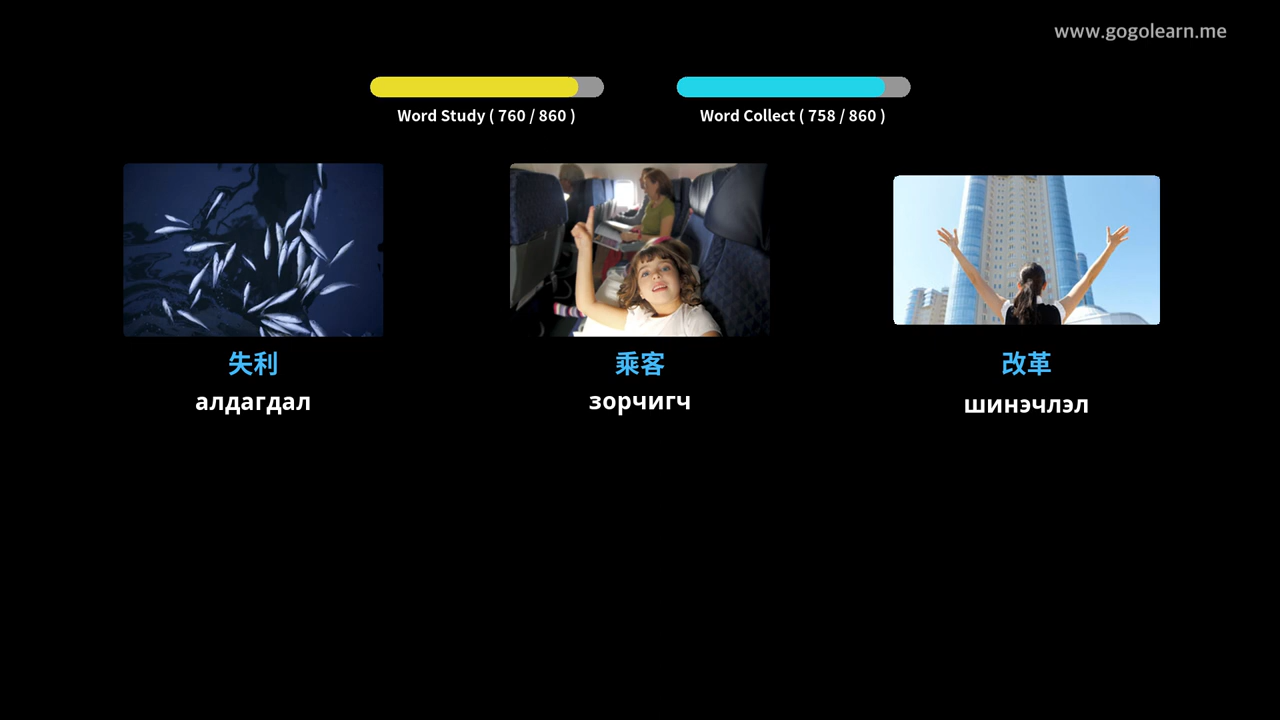 www.gogolearn.me
Word Study ( 760 / 860 )
Word Collect ( 758 / 860 )
失利
乘客
改革
алдагдал
зорчигч
шинэчлэл